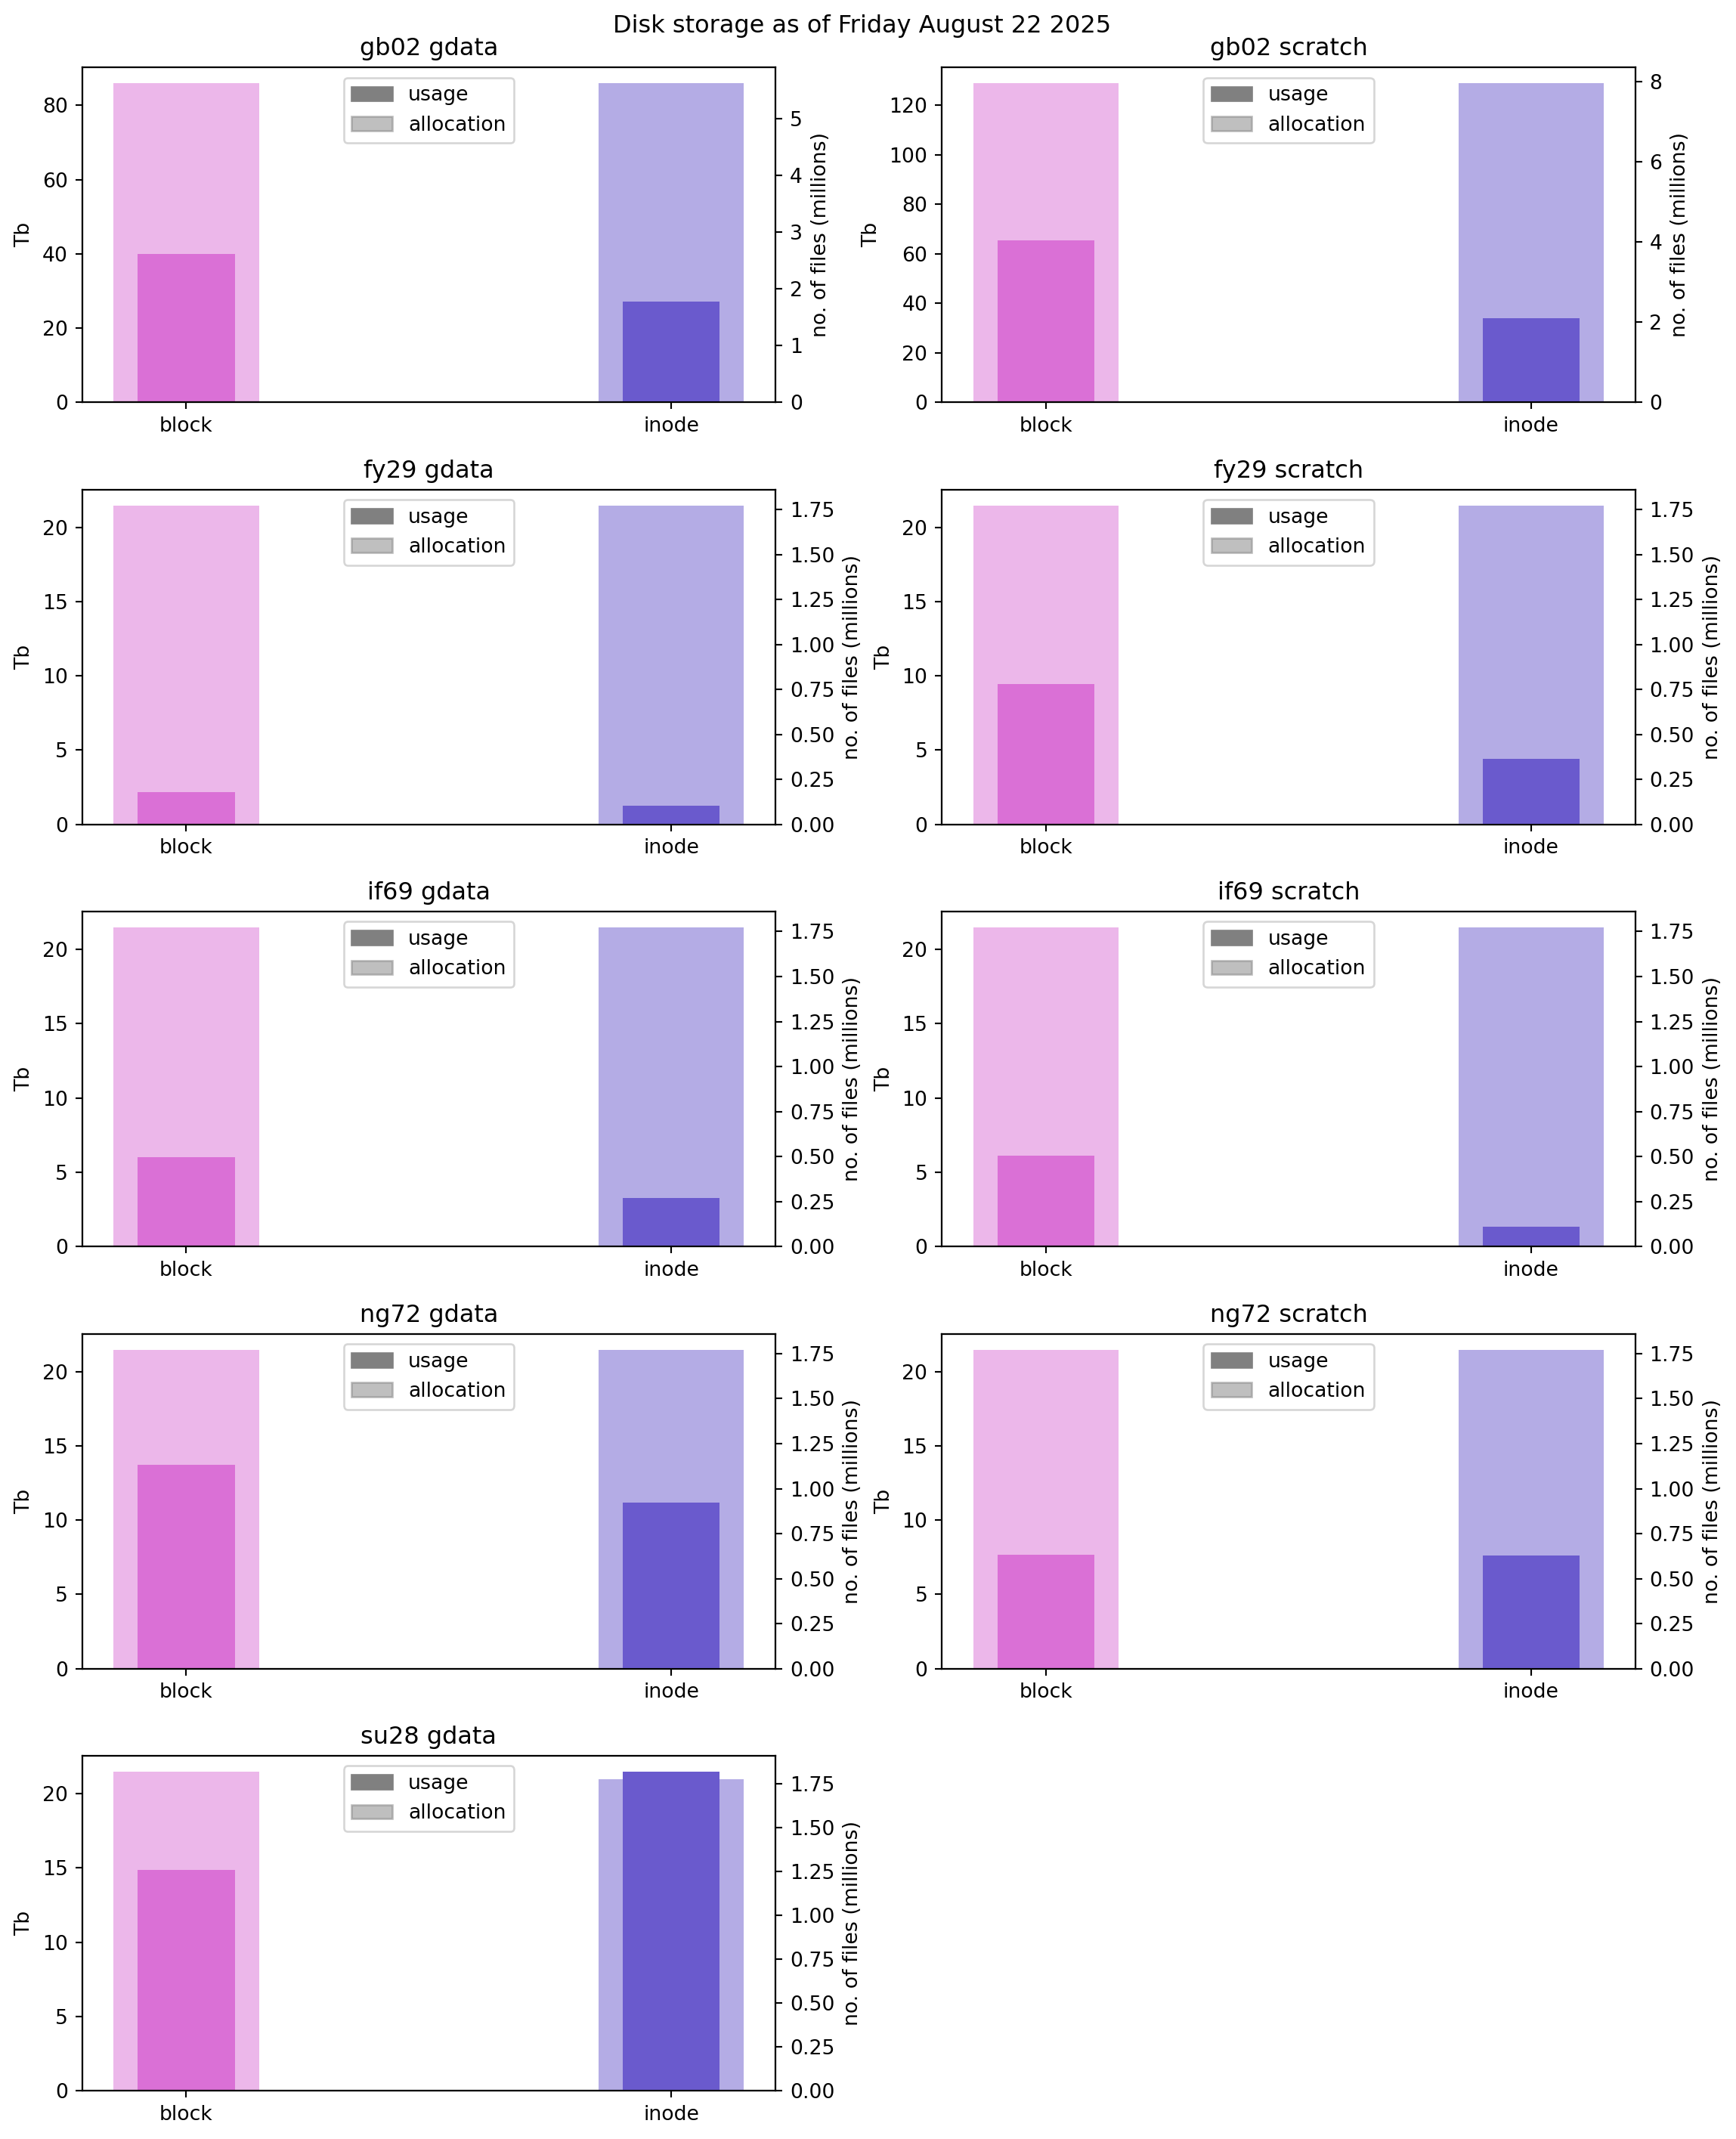 Disk storage as of Friday August 22 2025
gb02 gdata
usage
allocation
Tb
80
60
40
20
0
5
4
3
2
1
0
no. of files (millions)
block
inode
gb02 scratch
usage
allocation
Tb
120
100
80
60
40
20
0
8
6
4
2
0
no. of files (millions)
block
inode
fy29 gdata
usage
allocation
Tb
20
15
10
5
0
1.75
1.50
1.25
1.00
0.75
0.50
0.25
0.00
no. of files (millions)
block
inode
fy29 scratch
usage
allocation
Tb
20
15
10
5
0
1.75
1.50
1.25
1.00
0.75
0.50
0.25
0.00
no. of files (millions)
block
inode
if69 gdata
usage
allocation
Tb
20
15
10
5
0
1.75
1.50
1.25
1.00
0.75
0.50
0.25
0.00
no. of files (millions)
block
inode
if69 scratch
usage
allocation
Tb
20
15
10
5
0
1.75
1.50
1.25
1.00
0.75
0.50
0.25
0.00
no. of files (millions)
block
inode
ng72 gdata
usage
allocation
Tb
20
15
10
5
0
1.75
1.50
1.25
1.00
0.75
0.50
0.25
0.00
no. of files (millions)
block
inode
ng72 scratch
usage
allocation
Tb
20
15
10
5
0
1.75
1.50
1.25
1.00
0.75
0.50
0.25
0.00
no. of files (millions)
block
inode
su28 gdata
usage
allocation
Tb
20
15
10
5
0
1.75
1.50
1.25
1.00
0.75
0.50
0.25
0.00
no. of files (millions)
block
inode